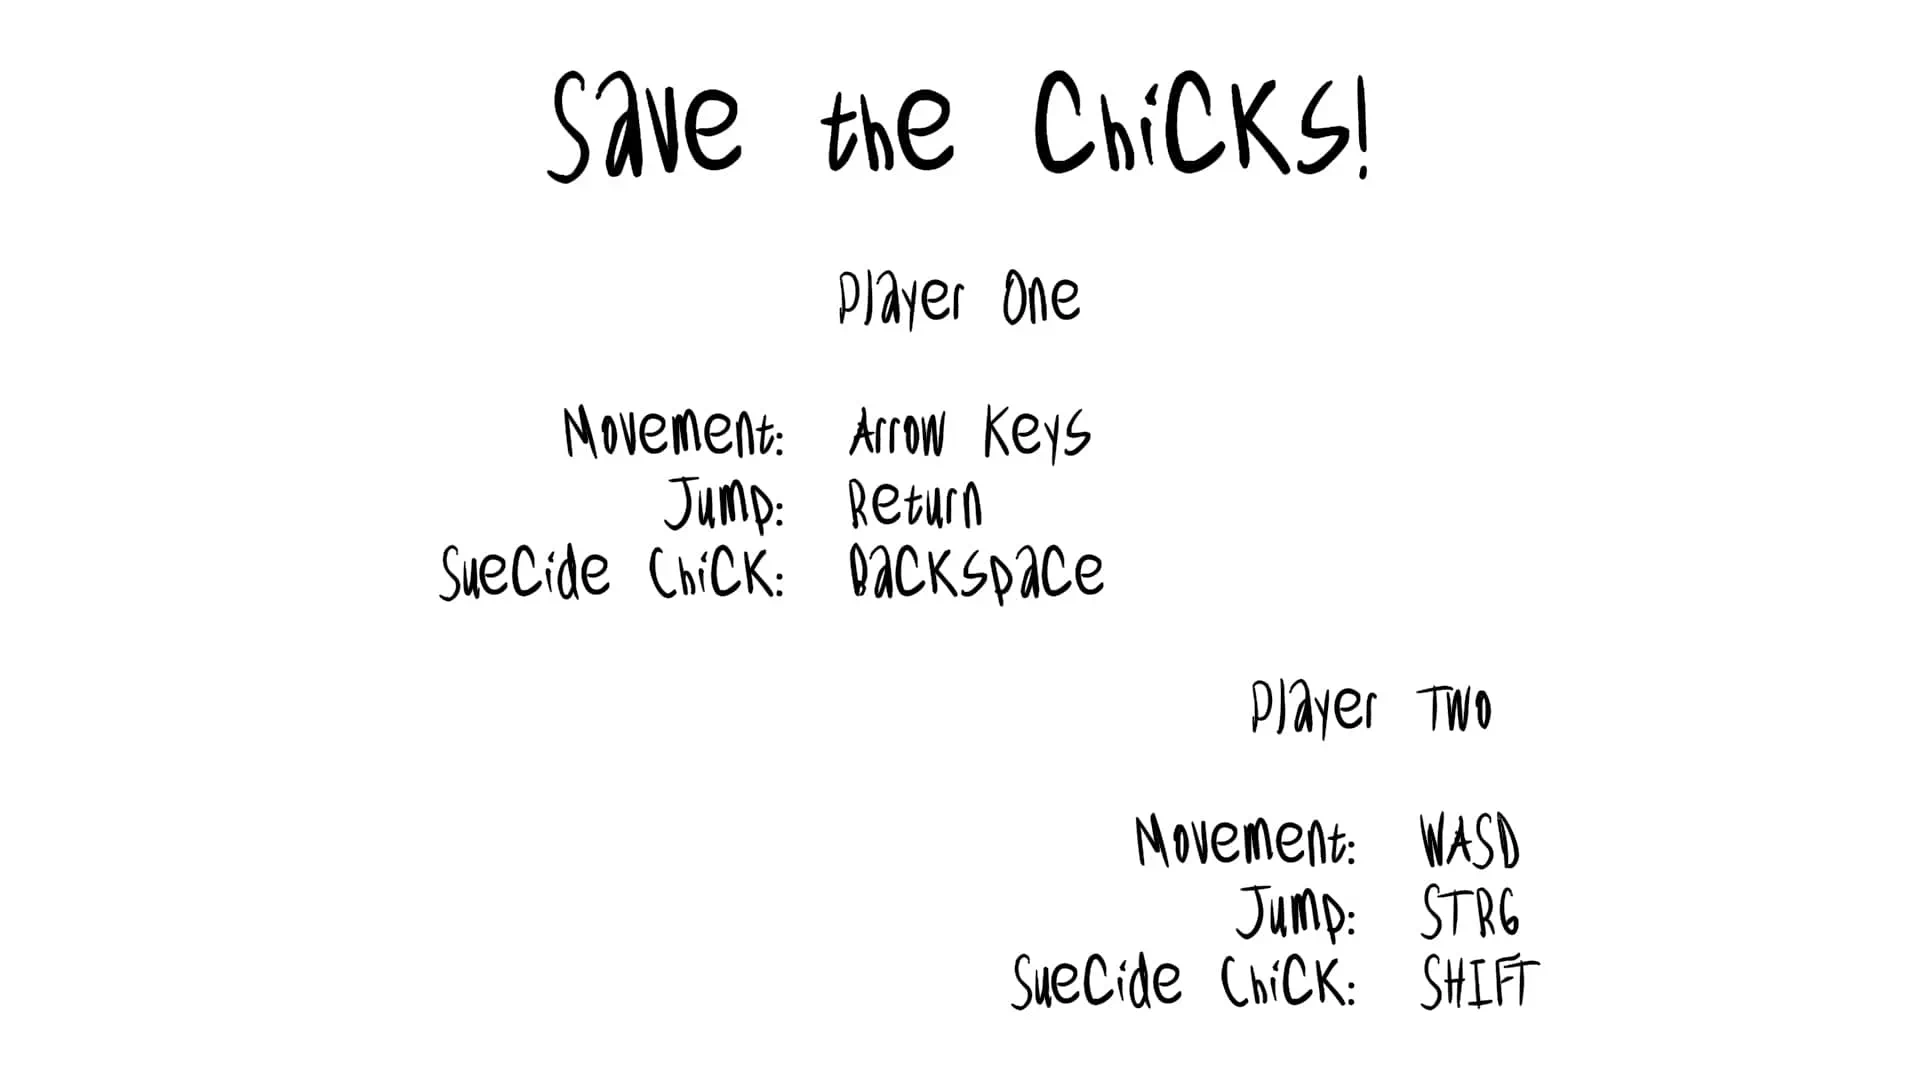 Save the Chicks!
Player One
Movement: Arrow Keys
Jump: Return
Suecide Chick: Backspace
Player Two
Movement: WASD
Jump: STRG
Suecide Chick: SHIFT